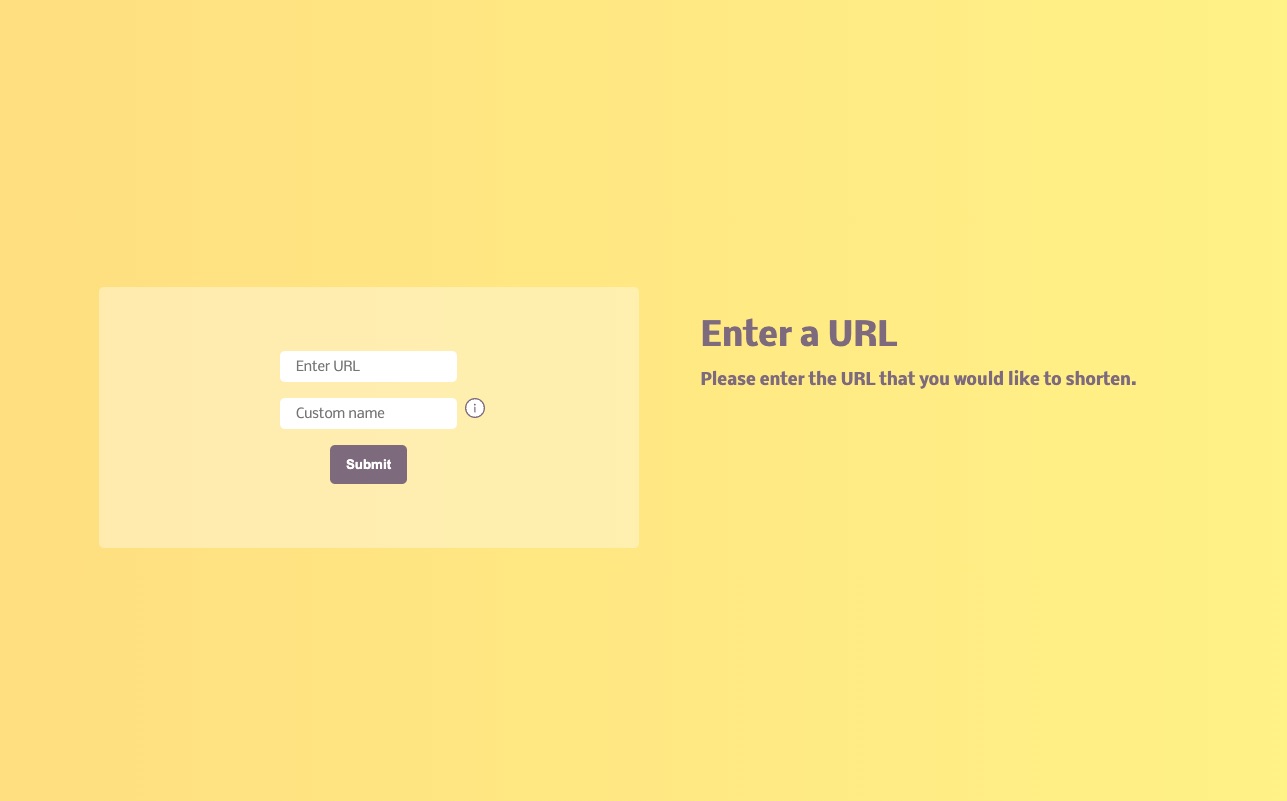 Enter URL
Custom name
i
Submit
Enter a URL
Please enter the URL that you would like to shorten.